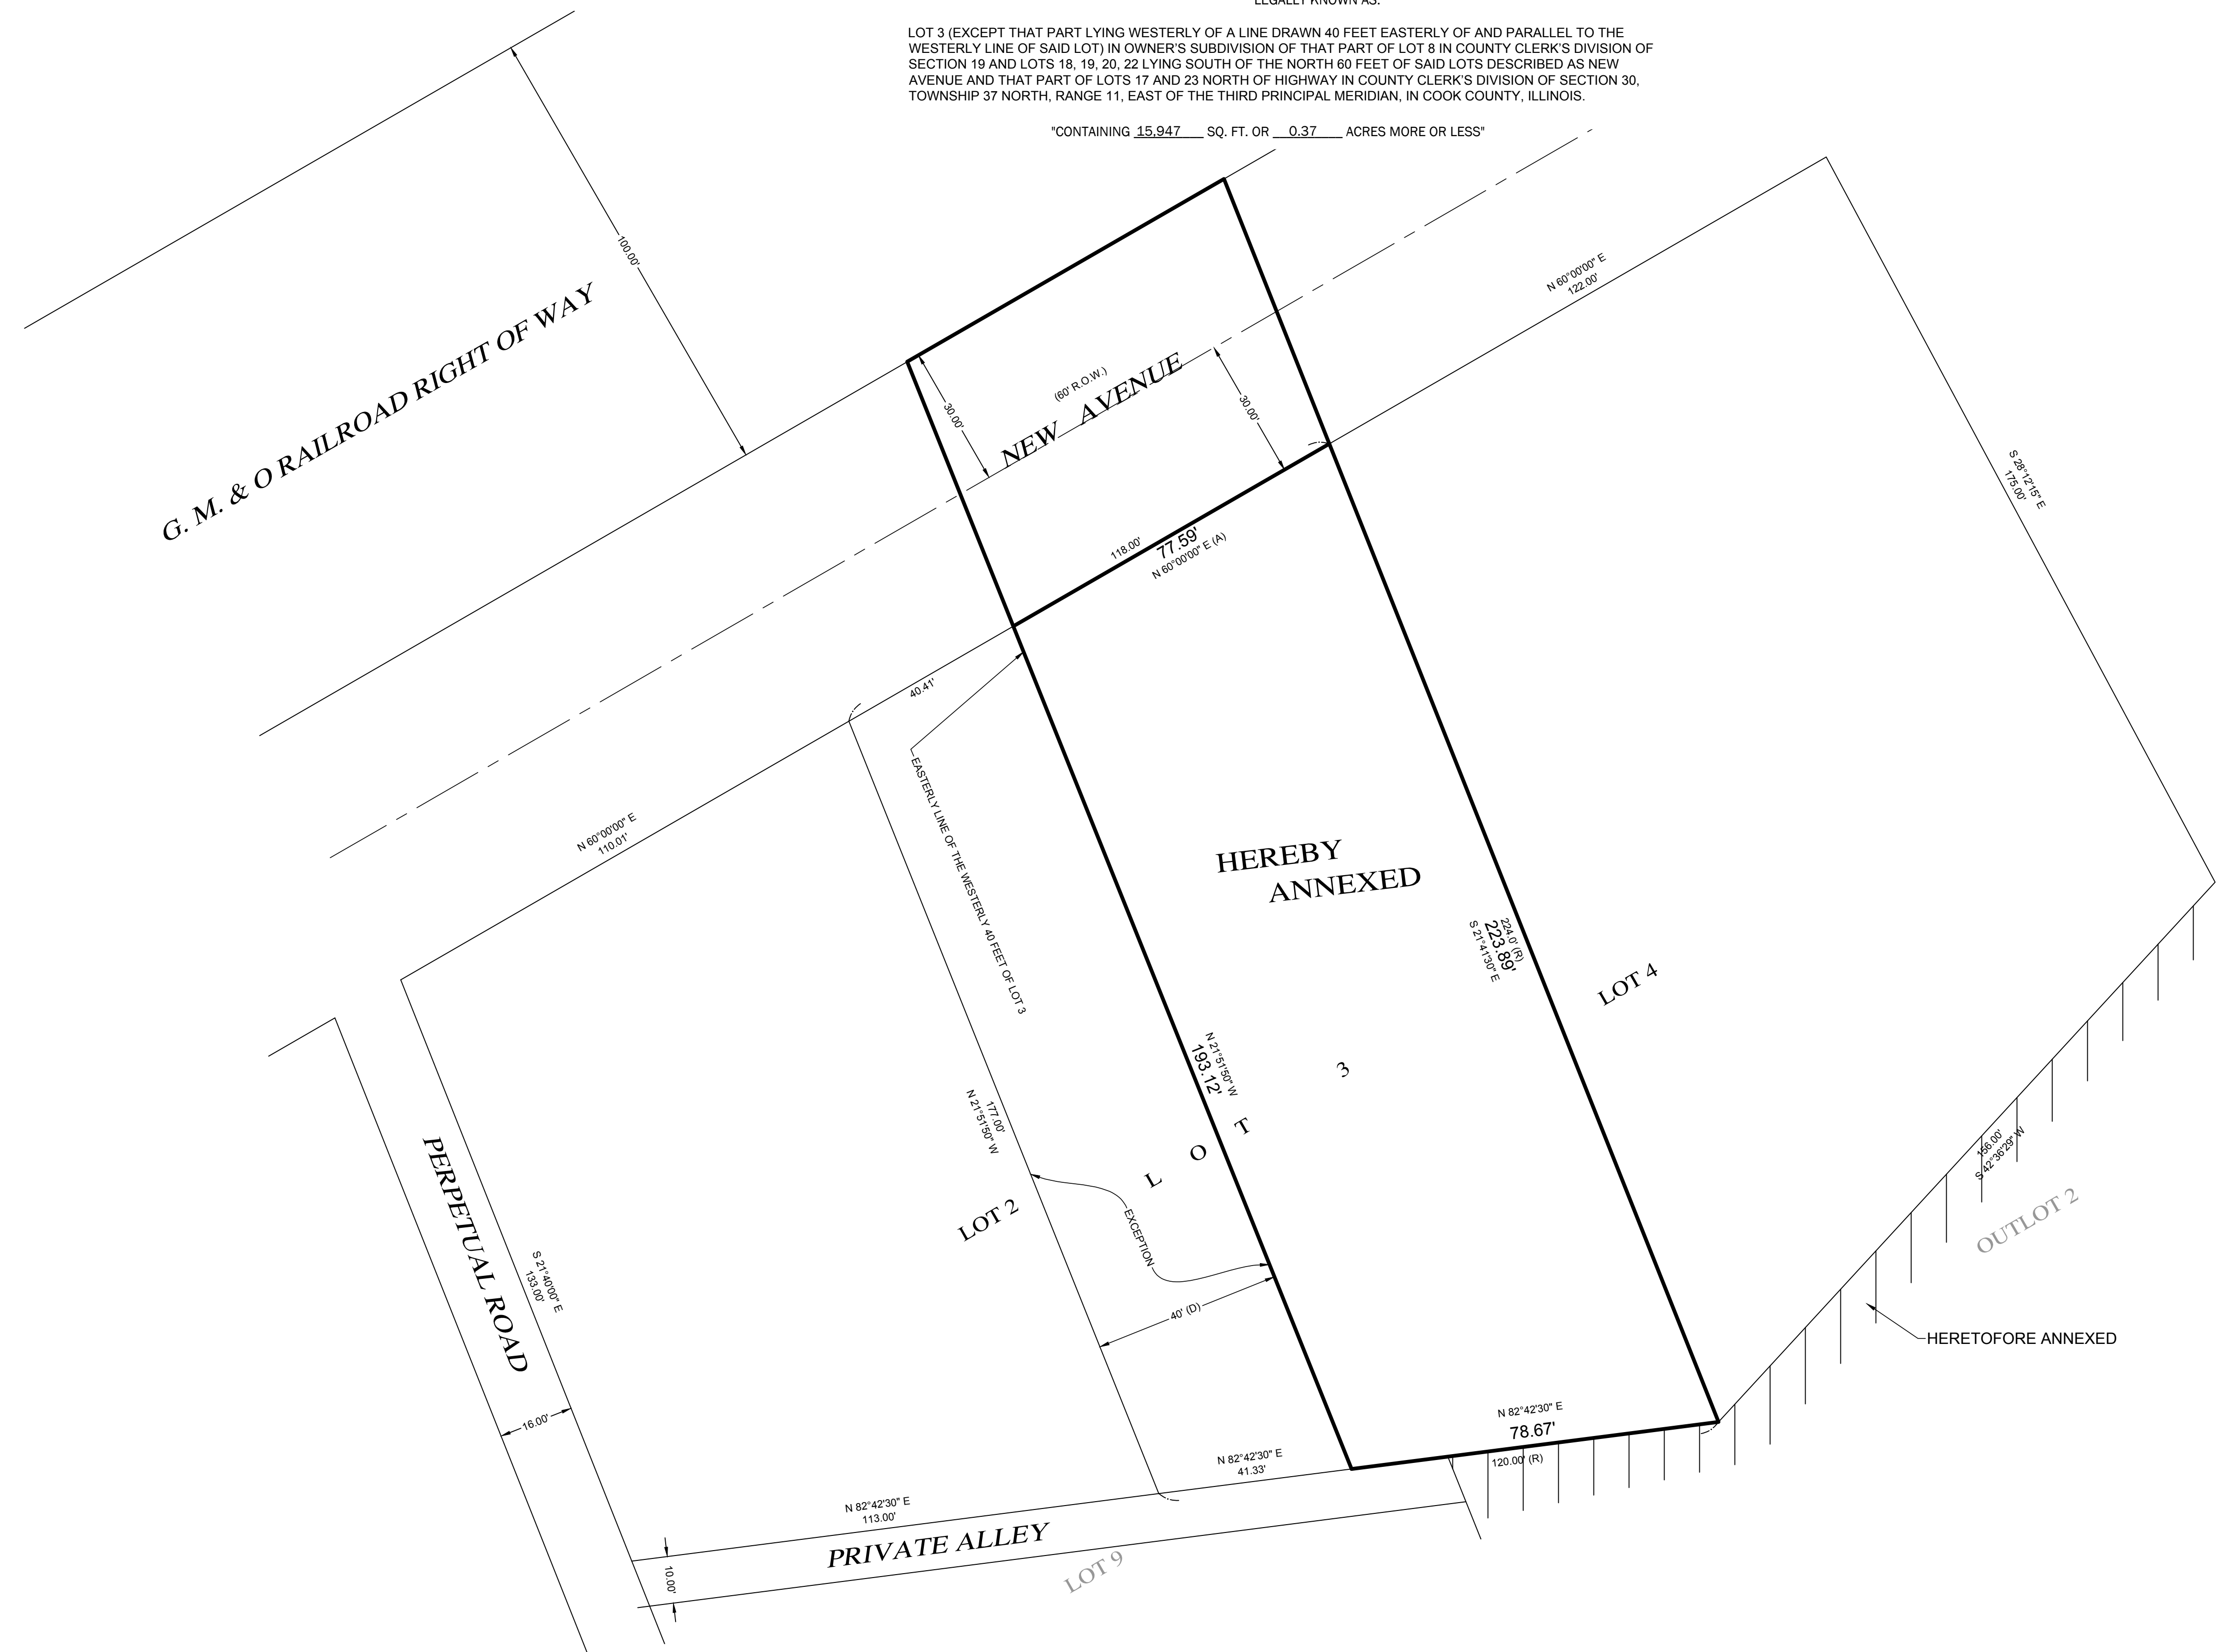 LEGALLY KNOWN AS:
LOT 3 (EXCEPT THAT PART LYING WESTERLY OF A LINE DRAWN 40 FEET EASTERLY OF AND PARALLEL TO THE
WESTERLY LINE OF SAID LOT) IN OWNER'S SUBDIVISION OF THAT PART OF LOT 8 IN COUNTY CLERK'S DIVISION OF
SECTION 19 AND LOTS 18, 19, 20, 22 LYING SOUTH OF THE NORTH 60 FEET OF SAID LOTS DESCRIBED AS NEW
AVENUE AND THAT PART OF LOTS 17 AND 23 NORTH OF HIGHWAY IN COUNTY CLERK'S DIVISION OF SECTION 30,
TOWNSHIP 37 NORTH, RANGE 11, EAST OF THE THIRD PRINCIPAL MERIDIAN, IN COOK COUNTY, ILLINOIS.
"CONTAINING 15,947 SQ. FT. OR 0.37 ACRES MORE OR LESS"
100.00'
G. M. & O RAILROAD RIGHT OF WAY
N 60°00'00" E
122.00'
(60' R.O.W.)
NEW AVENUE
30.00'
30.00'
118.00'
77.59'
N 60°00'00" E (A)
S 28°12'15" E
175.00'
40.41'
N 60°00'00" E
110.01'
EASTERLY LINE OF THE WESTERLY 40 FEET OF LOT 3
HEREBY
ANNEXED
224.0' (R)
223.89'
S 21°41'30" E
LOT 4
N 21°51'50" W
193.12'
177.00'
N 21°51'50" W
L O T 3
LOT 2
EXCEPTION
40' (D)
PERPETUAL ROAD
S 21°40'00" E
133.00'
16.00'
156.00'
S 42°36'29" W
OUTLOT 2
HERETOFORE ANNEXED
N 82°42'30" E
78.67'
120.00' (R)
N 82°42'30" E
41.33'
N 82°42'30" E
113.00'
PRIVATE ALLEY
10.00'
LOT 9